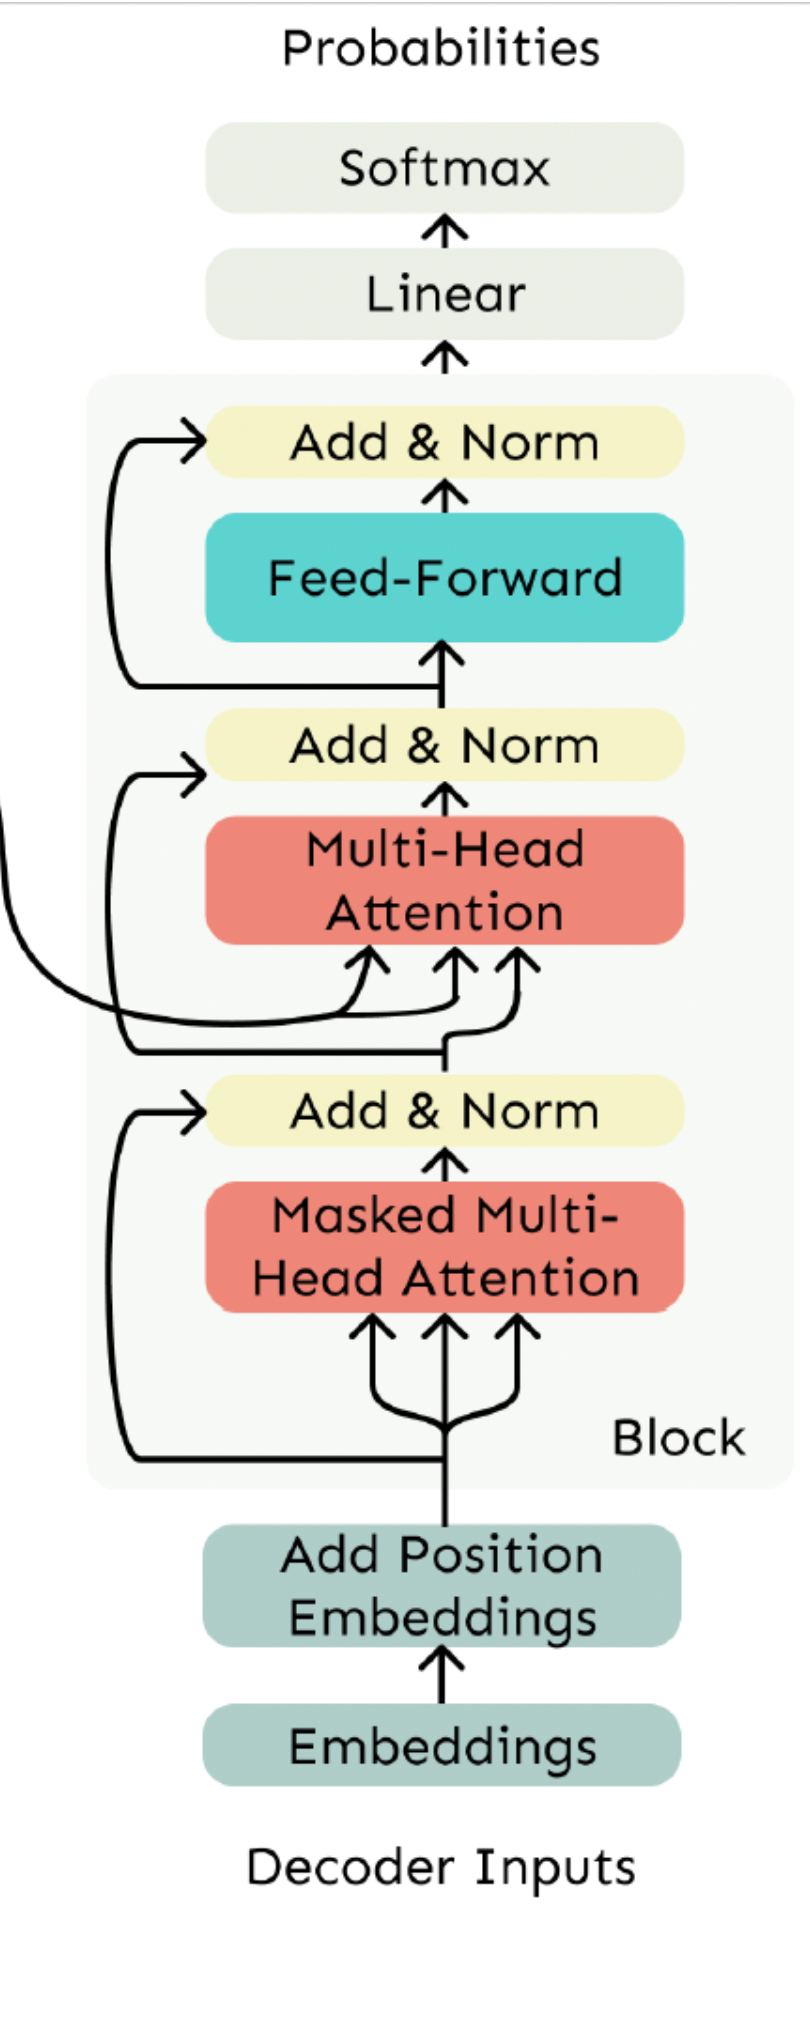 Probabilities
Softmax
Linear
Add & Norm
Feed-Forward
Add & Norm
Multi-Head
Attention
Add & Norm
Masked Multi-
Head Attention
Block
Add Position
Embeddings
Embeddings
Decoder Inputs